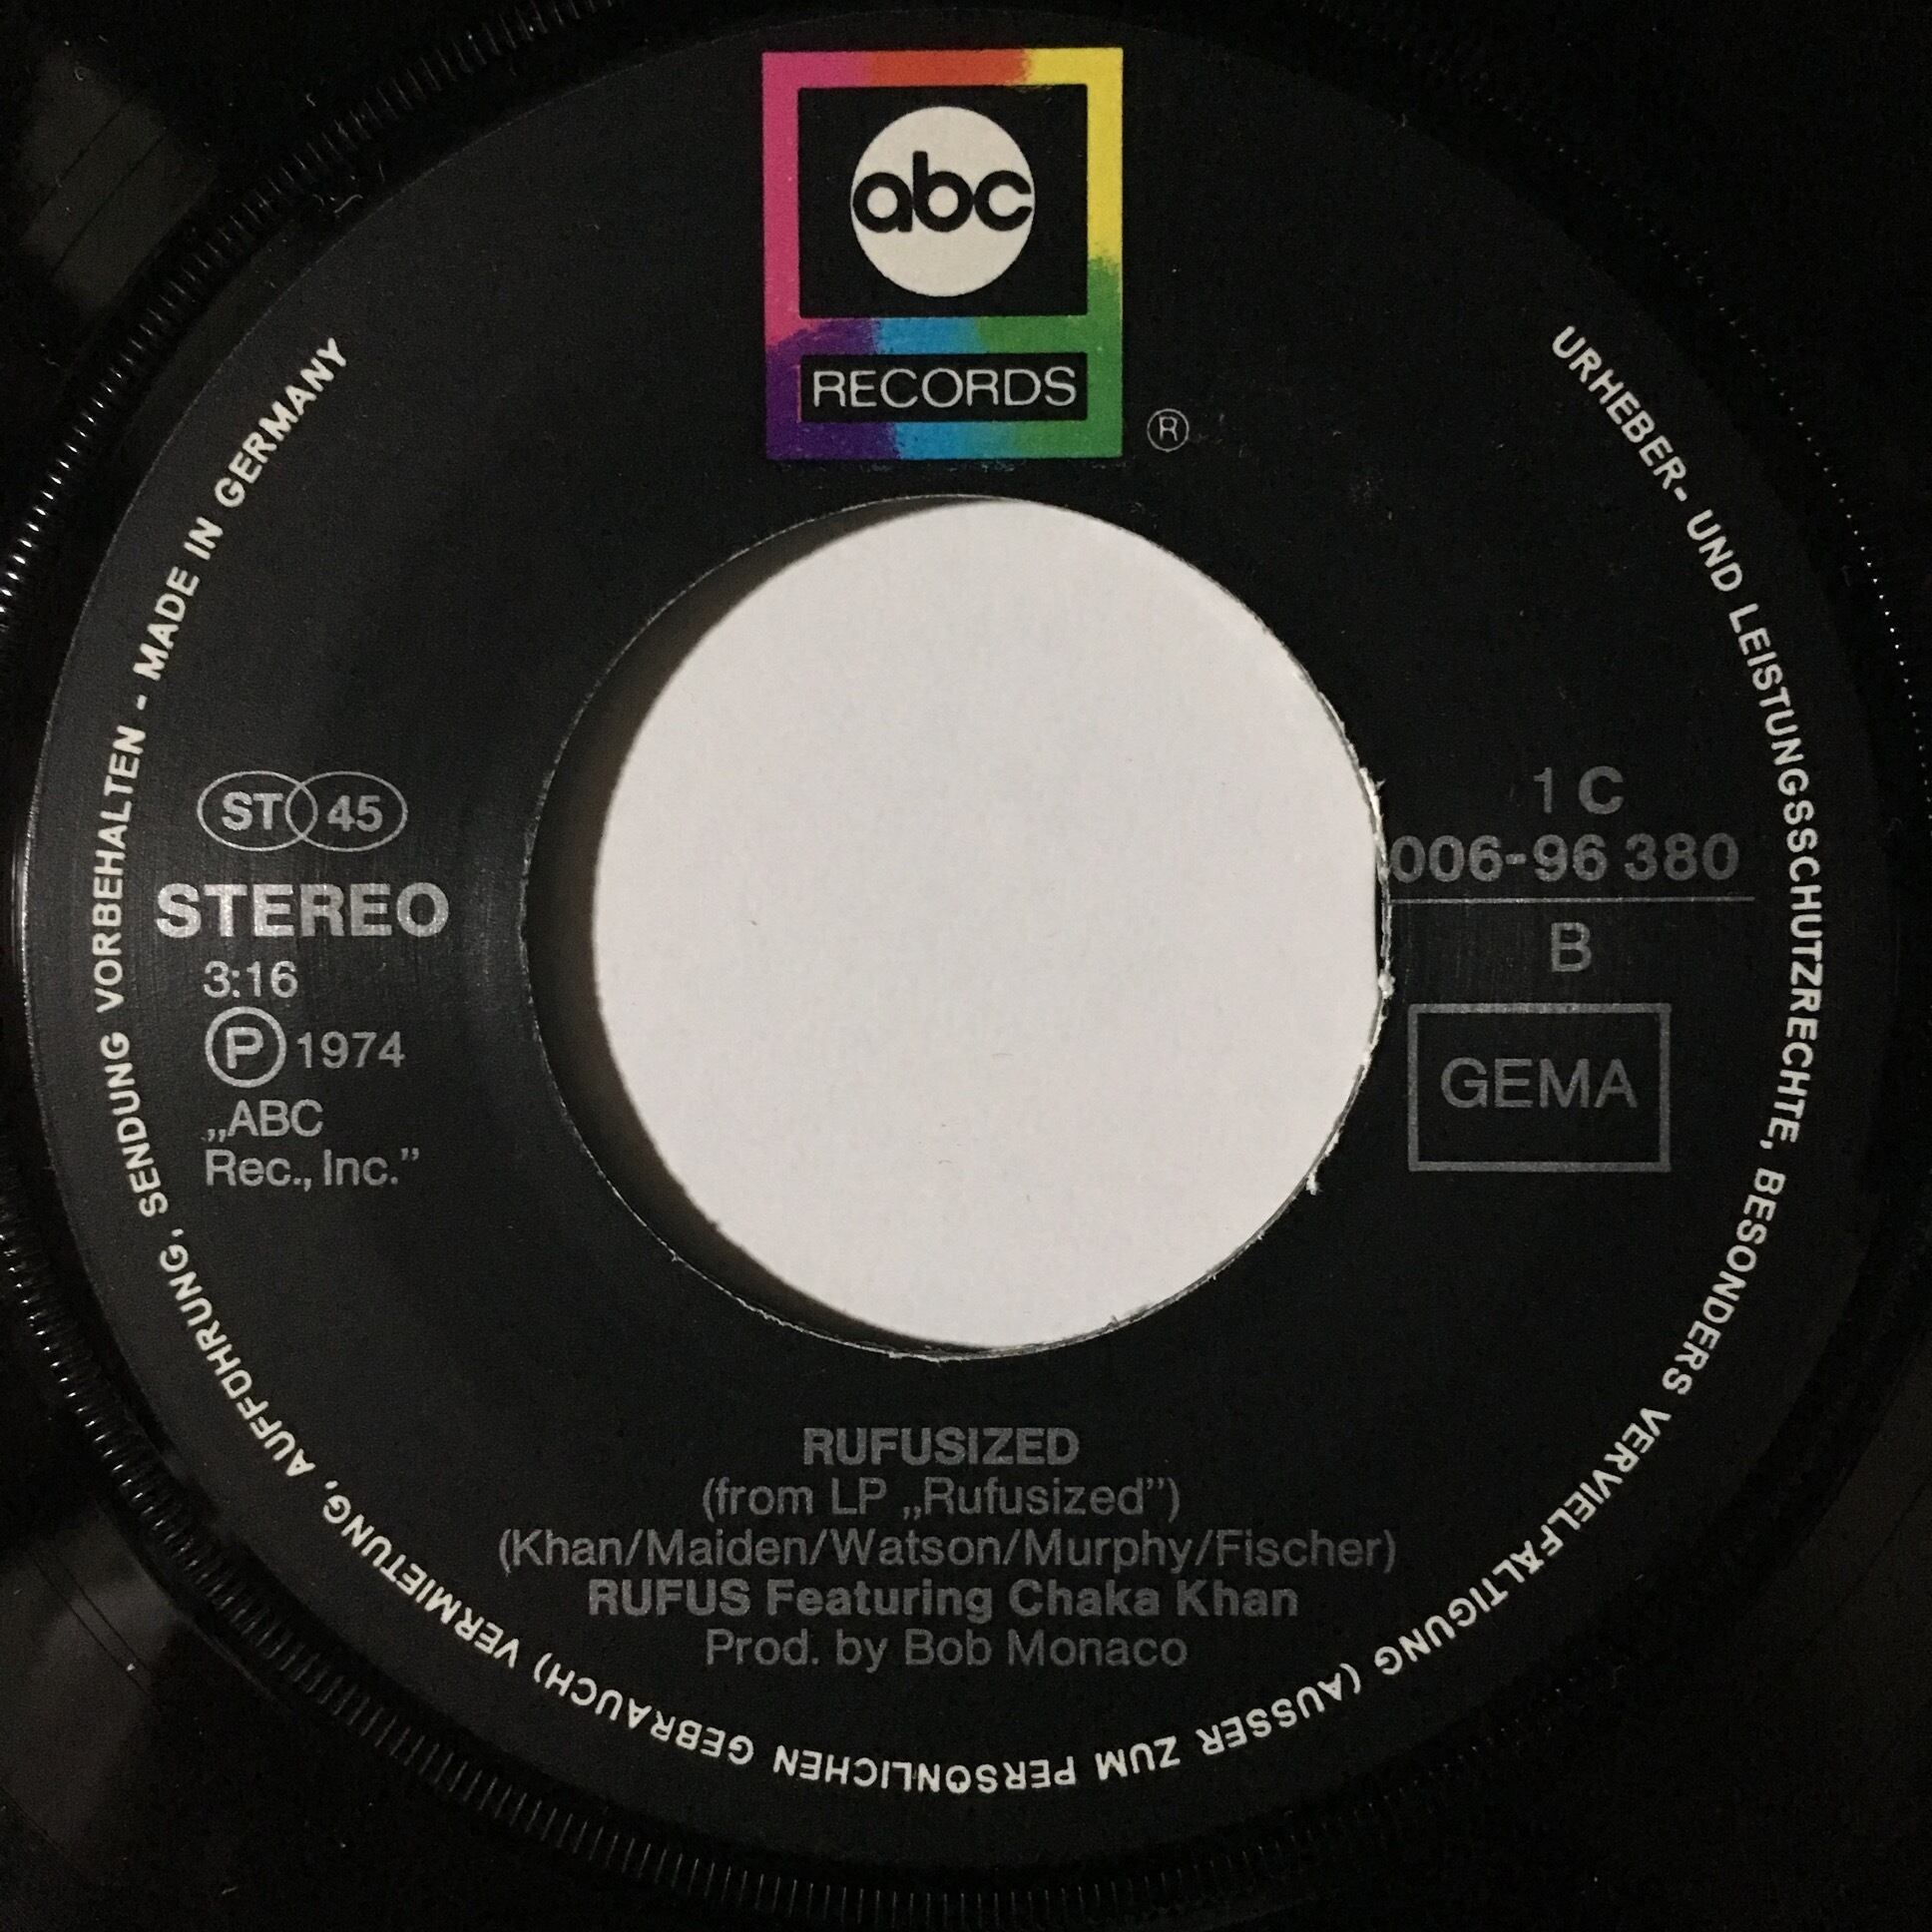 abc
RECORDS
®
URHEBER- UND LEISTUNGSSCHUTZRECHTE, BESONDERS VERVIELFÄLTIGUNG (AUSSER ZUM PERSÖNLICHEN GEBRAUCH) VERMIETUNG, AUFFÜHRUNG, SENDUNG VORBEHALTEN - MADE IN GERMANY
ST 45
STEREO
3:16
Ⓟ 1974
„ABC
Rec., Inc.”
1 C
006-96 380
B
GEMA
RUFUSIZED
(from LP „Rufusized”)
(Khan/Maiden/Watson/Murphy/Fischer)
RUFUS Featuring Chaka Khan
Prod. by Bob Monaco